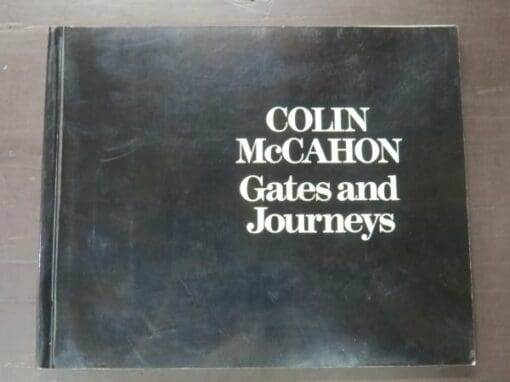 COLIN
McCAHON
Gates and
Journeys